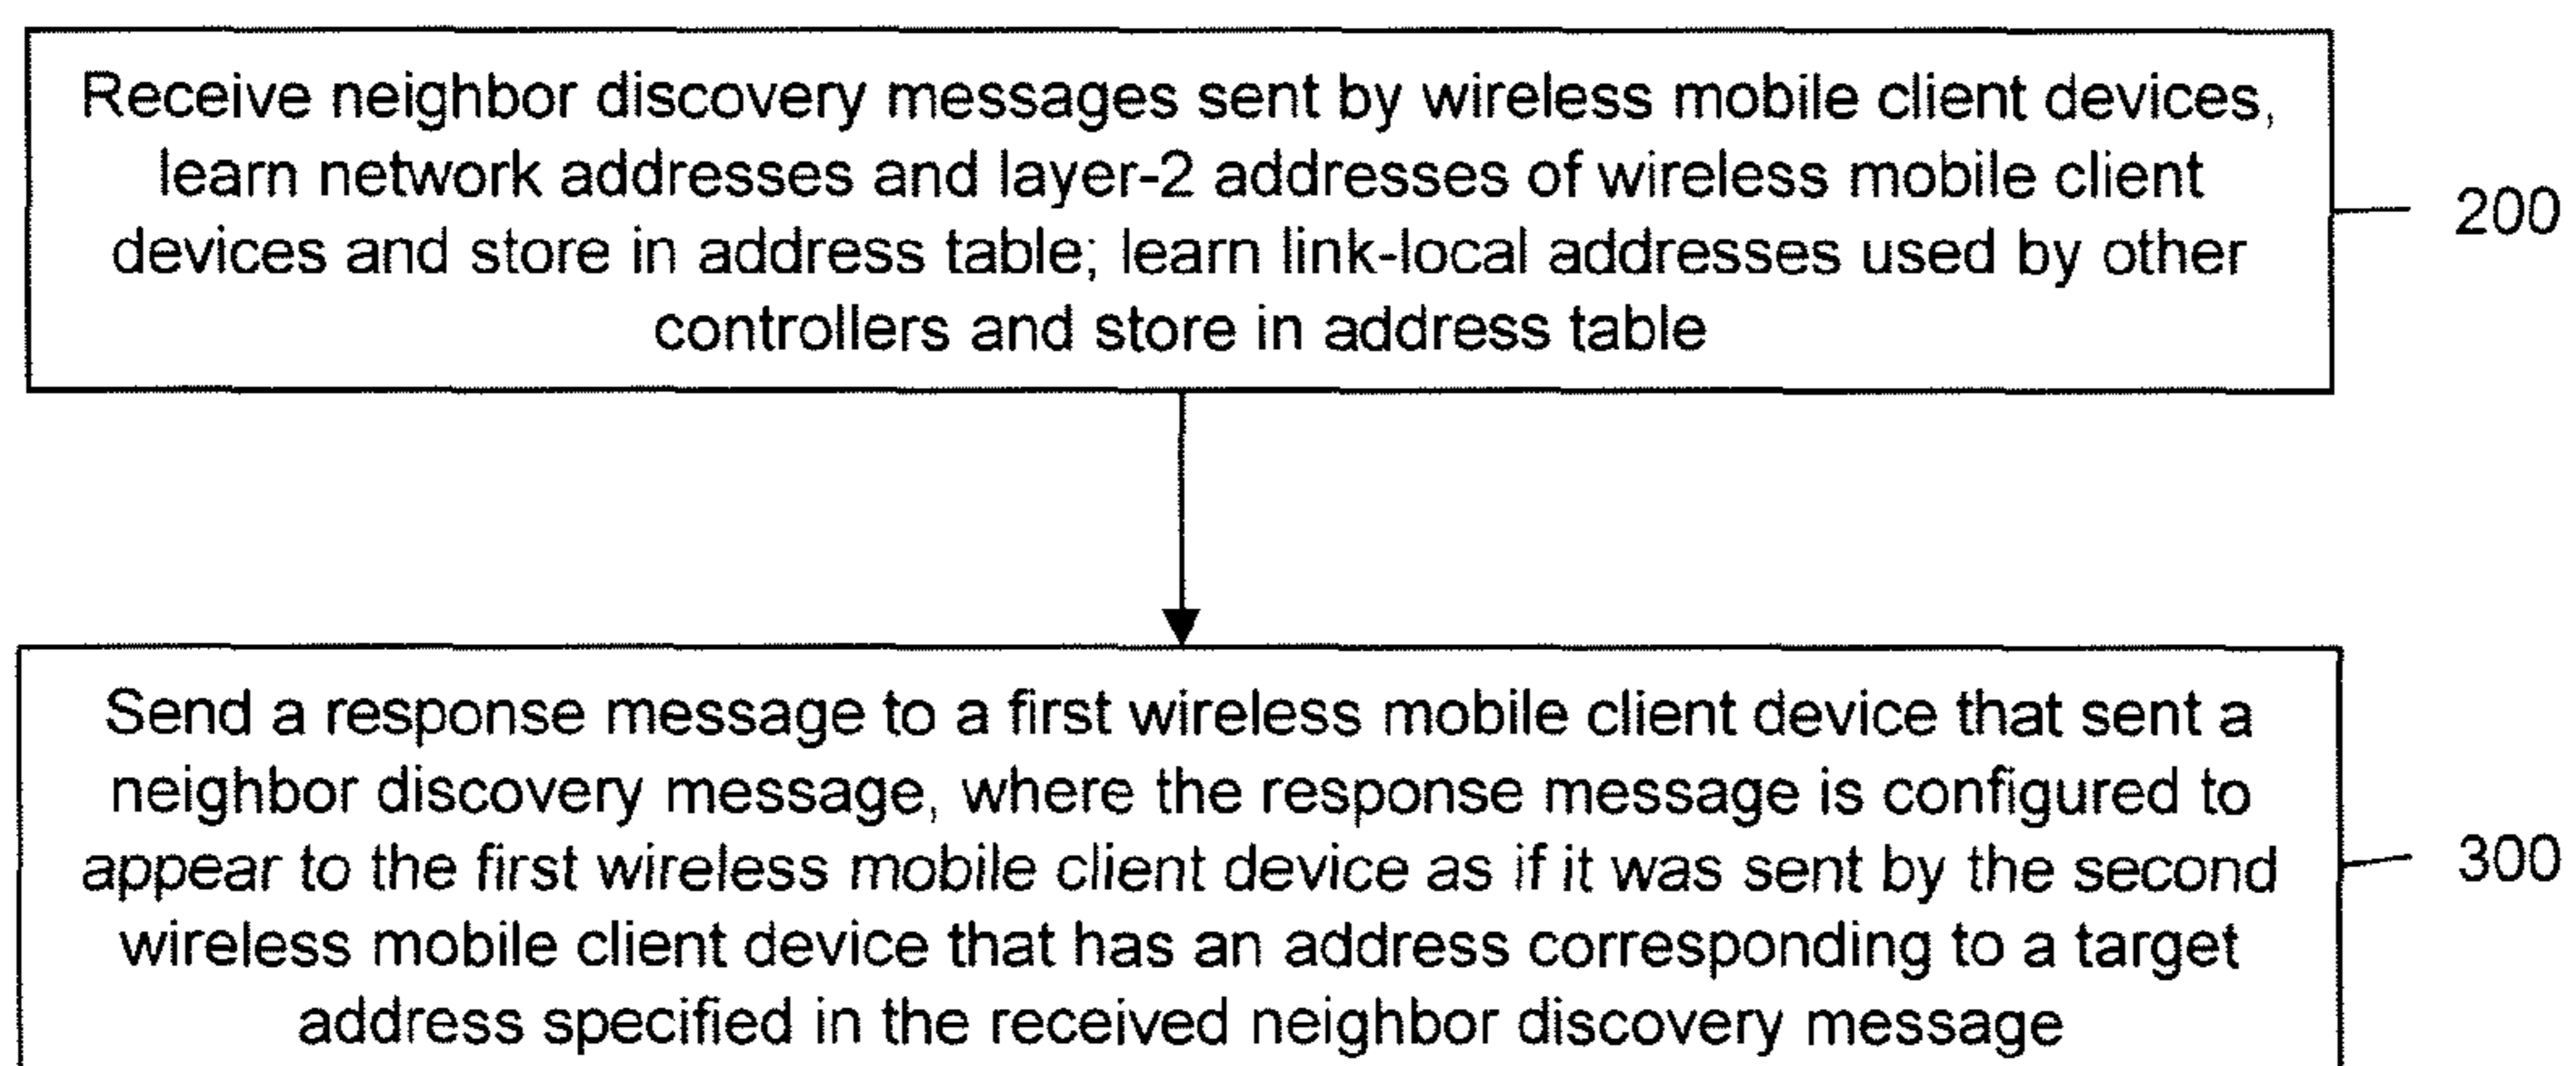 Receive neighbor discovery messages sent by wireless mobile client devices,
learn network addresses and layer-2 addresses of wireless mobile client
devices and store in address table; learn link-local addresses used by other
controllers and store in address table
200
Send a response message to a first wireless mobile client device that sent a
neighbor discovery message, where the response message is configured to
appear to the first wireless mobile client device as if it was sent by the second
wireless mobile client device that has an address corresponding to a target
address specified in the received neighbor discovery message
300